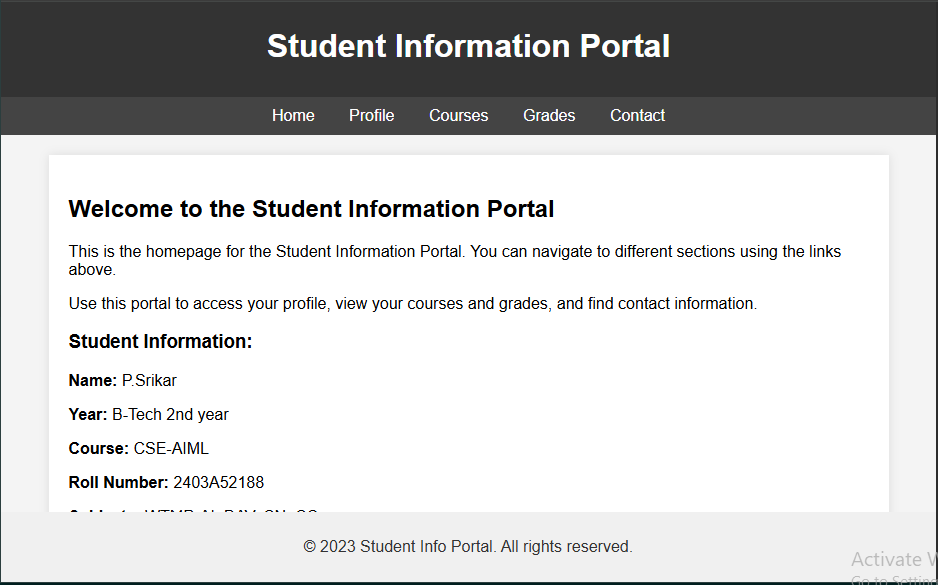 Student Information Portal
Home Profile Courses Grades Contact
Welcome to the Student Information Portal
This is the homepage for the Student Information Portal. You can navigate to different sections using the links
above.
Use this portal to access your profile, view your courses and grades, and find contact information.
Student Information:
Name: P.Srikar
Year: B-Tech 2nd year
Course: CSE-AIML
Roll Number: 2403A52188
© 2023 Student Info Portal. All rights reserved.
Activate W
Go to Setting